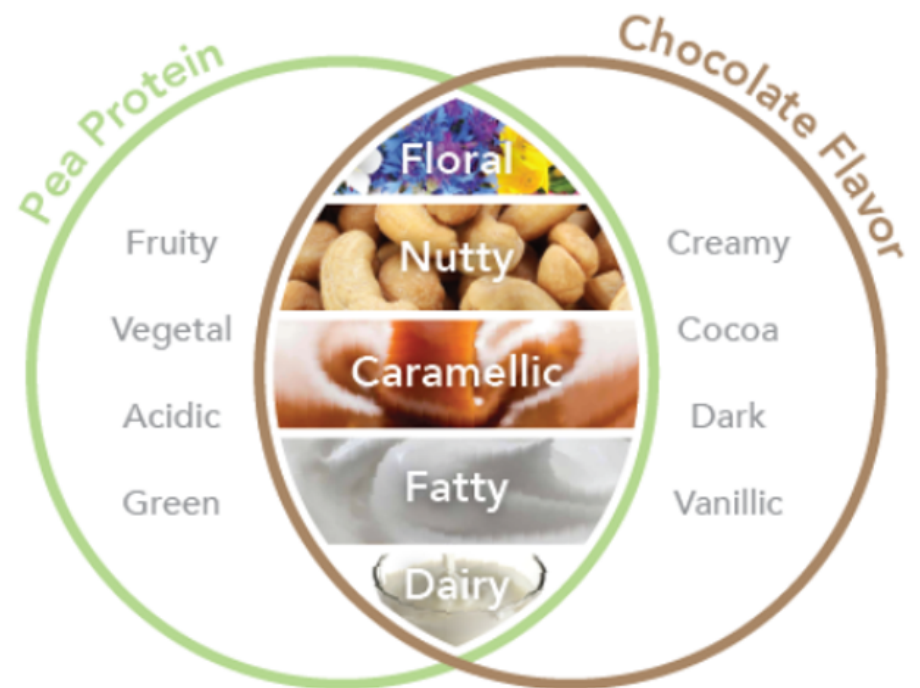 Pea Protein
Chocolate Flavor
Floral
Fruity
Nutty
Creamy
Vegetal
Cocoa
Caramellic
Acidic
Dark
Fatty
Green
Vanillic
Dairy